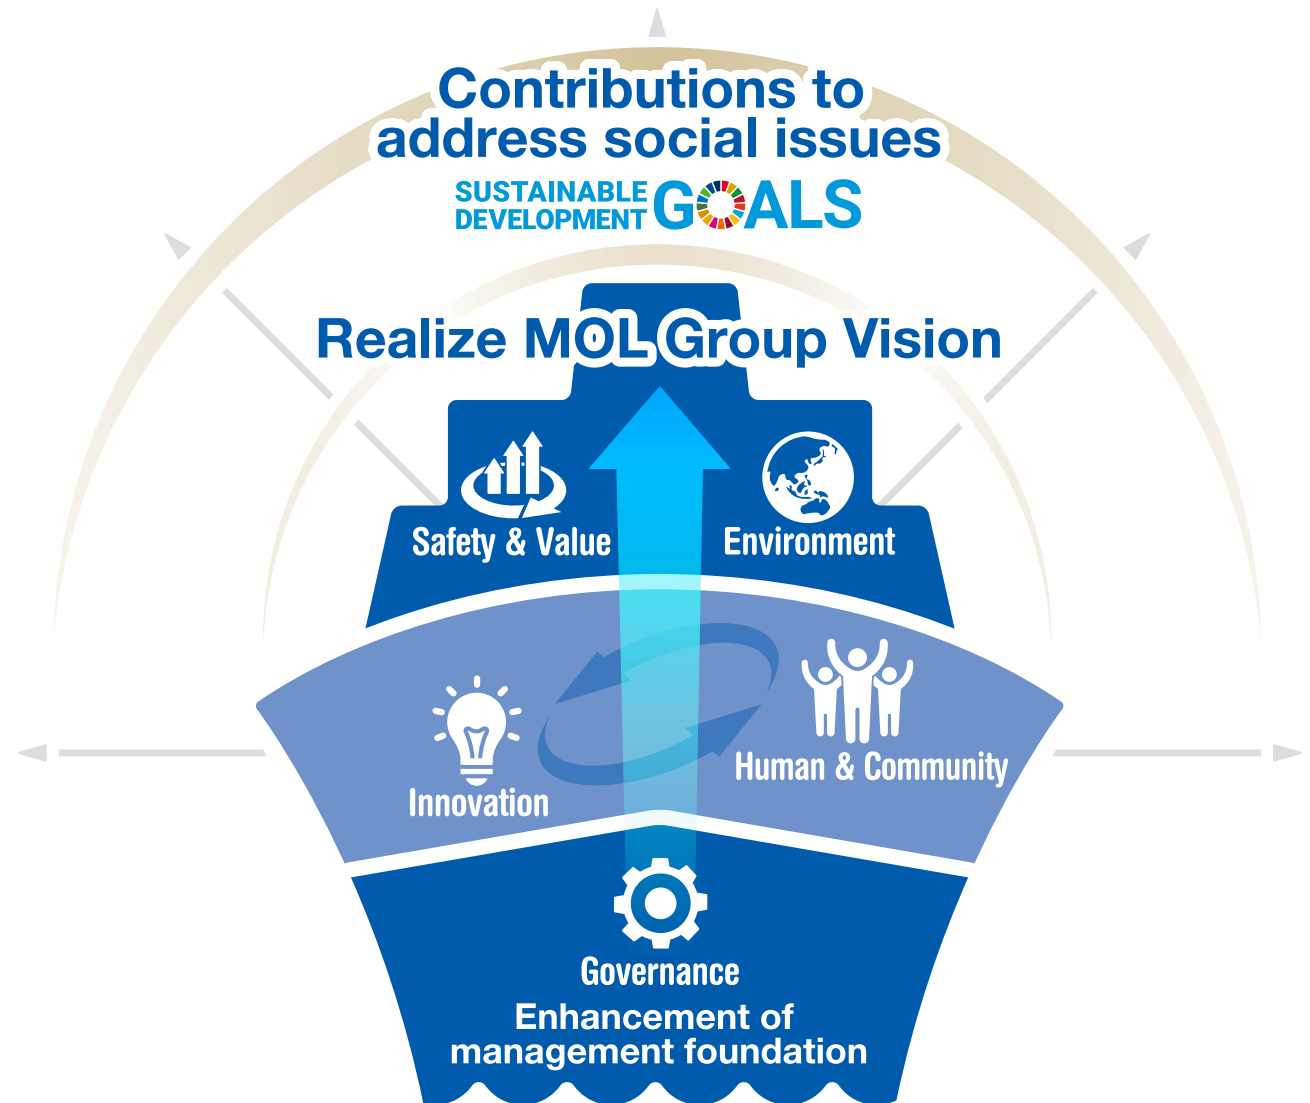 Contributions to
address social issues
SUSTAINABLE
DEVELOPMENT
GOALS
Realize MOL Group Vision
Safety & Value
Environment
Innovation
Human & Community
Governance
Enhancement of
management foundation